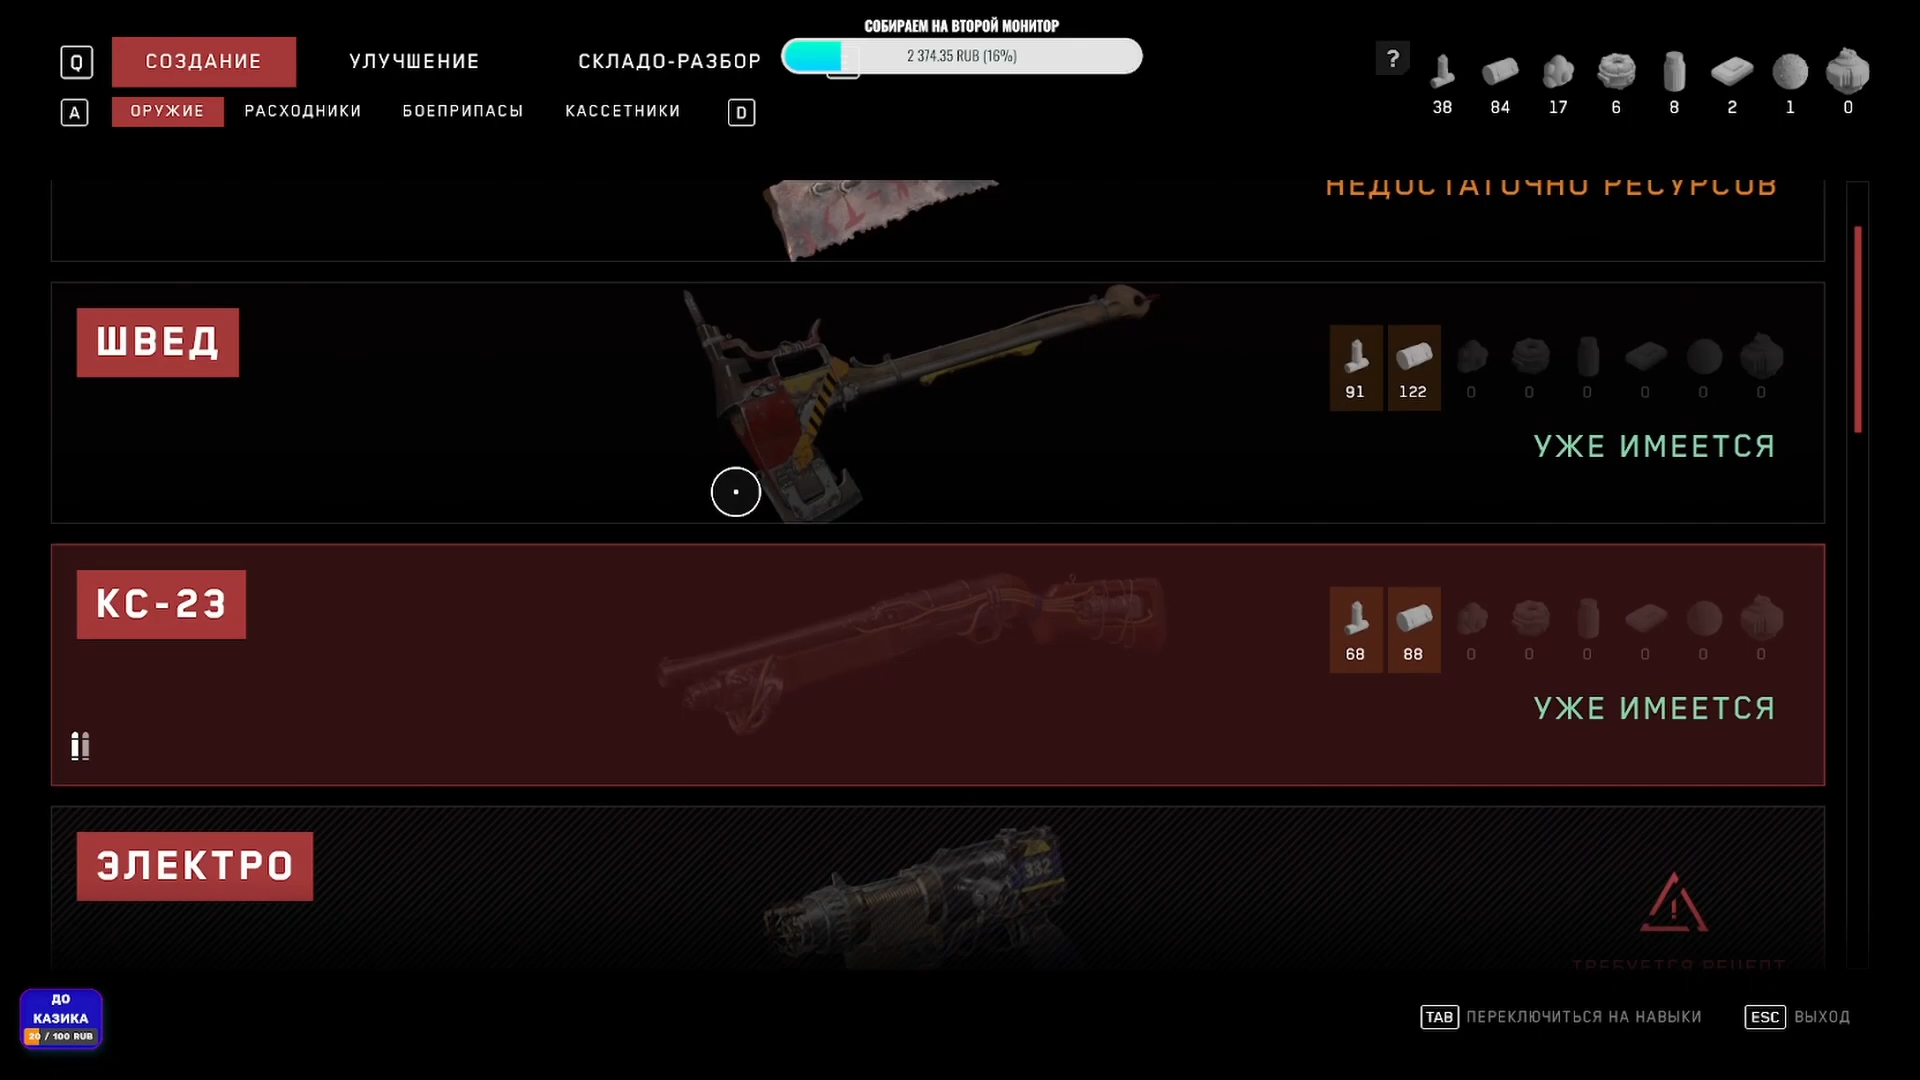 СОБИРАЕМ НА ВТОРОЙ МОНИТОР
2 374.35 RUB (16%)
Q СОЗДАНИЕ УЛУЧШЕНИЕ СКЛАДО-РАЗБОР
?
A ОРУЖИЕ РАСХОДНИКИ БОЕПРИПАСЫ КАССЕТНИКИ D
38 84 17 6 8 2 1 0
НЕДОСТАТОЧНО РЕСУРСОВ
ШВЕД
91 122 0 0 0 0 0 0
УЖЕ ИМЕЕТСЯ
КС-23
68 88 0 0 0 0 0 0
УЖЕ ИМЕЕТСЯ
ЭЛЕКТРО
332
ТРЕБУЕТСЯ РЕЦЕПТ
ДО
КАЗИКА
20 / 100 RUB
TAB ПЕРЕКЛЮЧИТЬСЯ НА НАВЫКИ ESC ВЫХОД